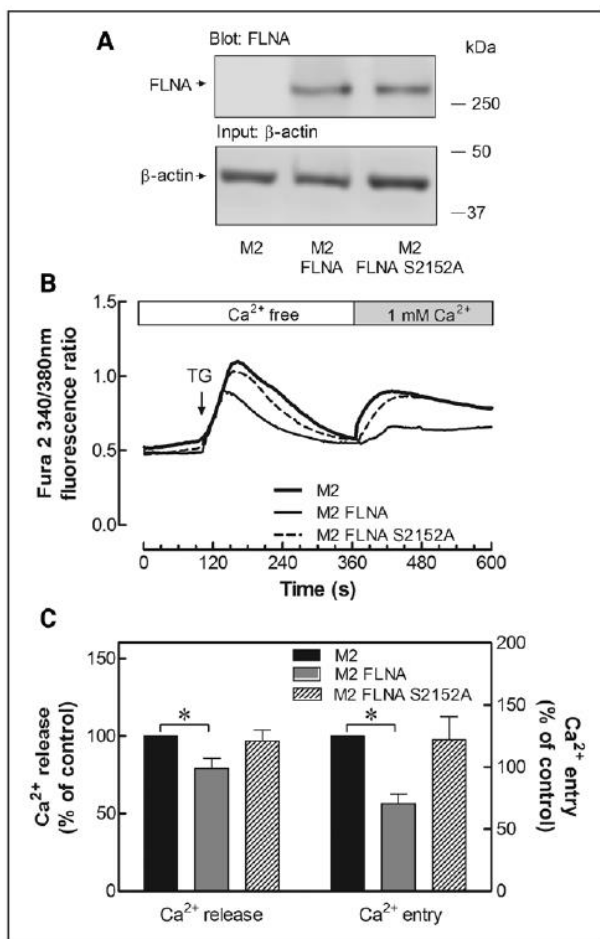 A
Blot: FLNA
kDa
FLNA
— 250
Input: β-actin
— 50
β-actin
—37
M2 M2 FLNA M2 FLNA S2152A
B
Fura 2 340/380nm fluorescence ratio
1.5
1.0
0.5
0.0
Ca²⁺ free
1 mM Ca²⁺
TG
M2
M2 FLNA
M2 FLNA S2152A
0 120 240 360 480 600
Time (s)
C
Ca²⁺ release
(% of control)
150
100
50
0
M2
M2 FLNA
M2 FLNA S2152A
*
*
200
150
100
50
0
Ca²⁺ entry
(% of control)
Ca²⁺ release
Ca²⁺ entry